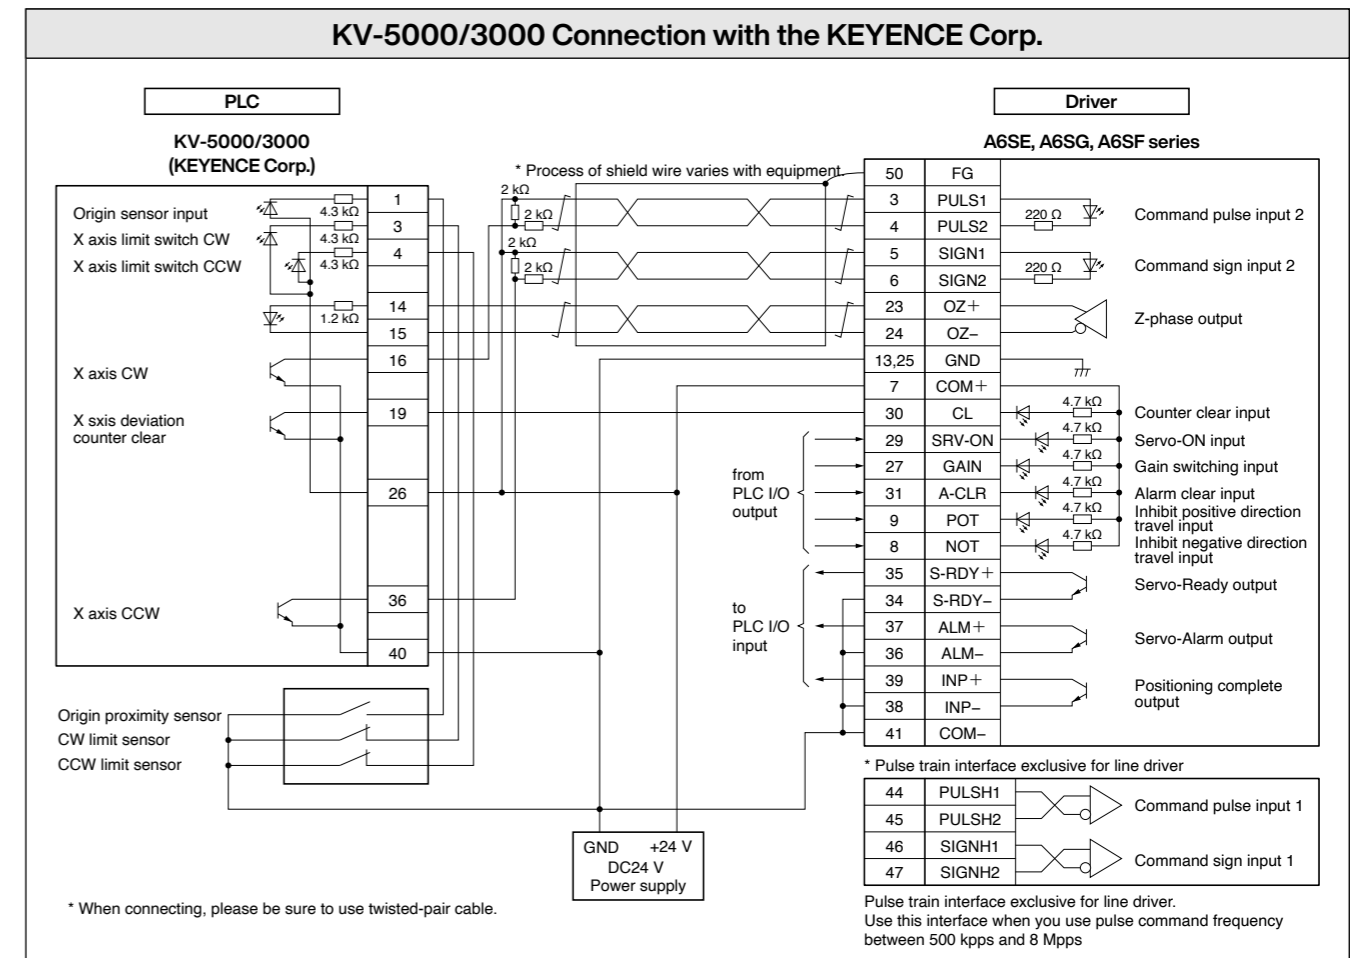 KV-5000/3000 Connection with the KEYENCE Corp.
PLC
Driver
KV-5000/3000
(KEYENCE Corp.)
A6SE, A6SG, A6SF series
* Process of shield wire varies with equipment.
Origin sensor input
X axis limit switch CW
X axis limit switch CCW
4.3 kΩ
4.3 kΩ
4.3 kΩ
1.2 kΩ
X axis CW
X sxis deviation
counter clear
X axis CCW
1
3
4
14
15
16
19
26
36
40
2 kΩ
2 kΩ
2 kΩ
2 kΩ
Origin proximity sensor
CW limit sensor
CCW limit sensor
from
PLC I/O
output
to
PLC I/O
input
GND +24 V
DC24 V
Power supply
50 FG
3 PULS1
4 PULS2
220 Ω
Command pulse input 2
5 SIGN1
6 SIGN2
220 Ω
Command sign input 2
23 OZ+
24 OZ−
Z-phase output
13,25 GND
7 COM+
30 CL 4.7 kΩ Counter clear input
29 SRV-ON 4.7 kΩ Servo-ON input
27 GAIN 4.7 kΩ Gain switching input
31 A-CLR 4.7 kΩ Alarm clear input
9 POT 4.7 kΩ Inhibit positive direction
travel input
8 NOT 4.7 kΩ Inhibit negative direction
travel input
35 S-RDY+
34 S-RDY−
Servo-Ready output
37 ALM+
36 ALM−
Servo-Alarm output
39 INP+
38 INP−
Positioning complete
output
41 COM−
* Pulse train interface exclusive for line driver
44 PULSH1
45 PULSH2
Command pulse input 1
46 SIGNH1
47 SIGNH2
Command sign input 1
Pulse train interface exclusive for line driver.
Use this interface when you use pulse command frequency
between 500 kpps and 8 Mpps
* When connecting, please be sure to use twisted-pair cable.